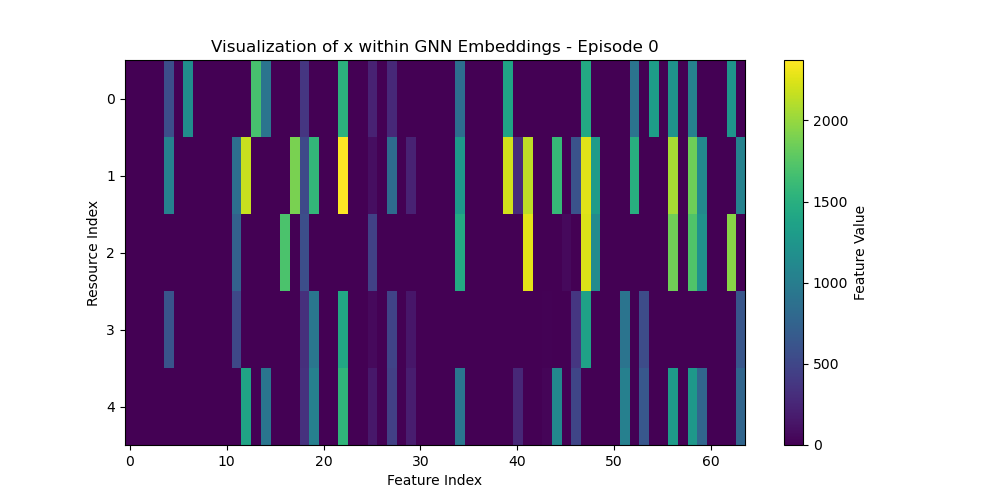 Visualization of x within GNN Embeddings - Episode 0
0
1
2
3
4
Resource Index
0 10 20 30 40 50 60
Feature Index
2000
1500
1000
500
0
Feature Value